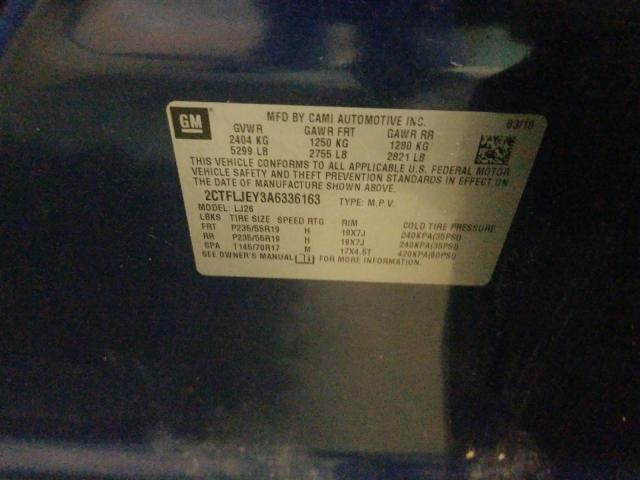 GM
MFD BY CAMI AUTOMOTIVE INC. 03/10
GVWR GAWR FRT GAWR RR
2404 KG 1250 KG 1280 KG
5299 LB 2755 LB 2821 LB
THIS VEHICLE CONFORMS TO ALL APPLICABLE U.S. FEDERAL MOTOR
VEHICLE SAFETY AND THEFT PREVENTION STANDARDS IN EFFECT ON
THE DATE OF MANUFACTURE SHOWN ABOVE.
2CTFLJEY3A6336163 TYPE: M.P.V.
MODEL: LJ26
LBKS TIRE SIZE SPEED RTG RIM COLD TIRE PRESSURE
FRT P235/55R19 H 19X7J 240KPA(35PSI)
RR P235/55R19 H 19X7J 240KPA(35PSI)
SPA T145/70R17 M 17X4.5T 420KPA(60PSI)
SEE OWNER'S MANUAL FOR MORE INFORMATION.